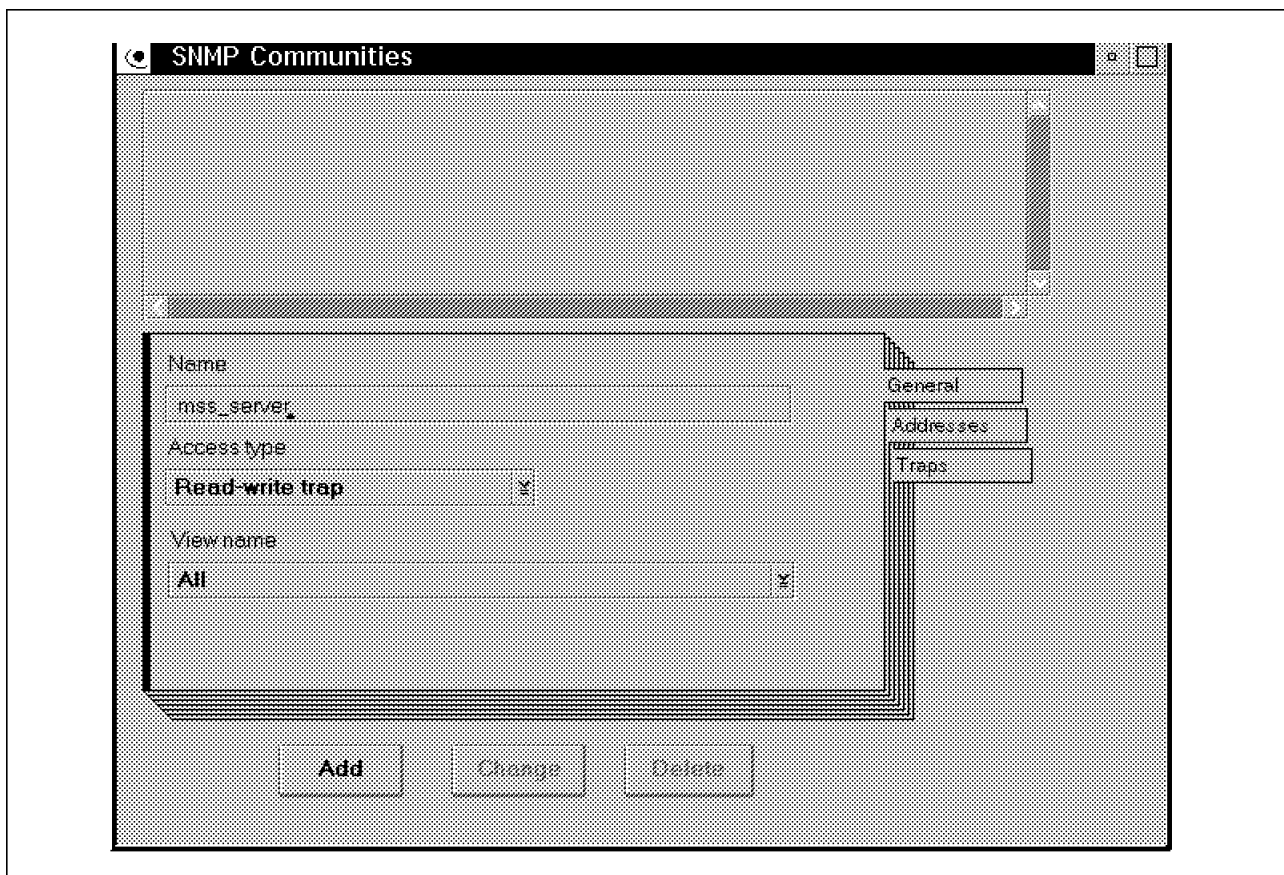 SNMP Communities
Name
General
mss_server
Addresses
Access type
Traps
Read-write trap
View name
All
Add Change Delete